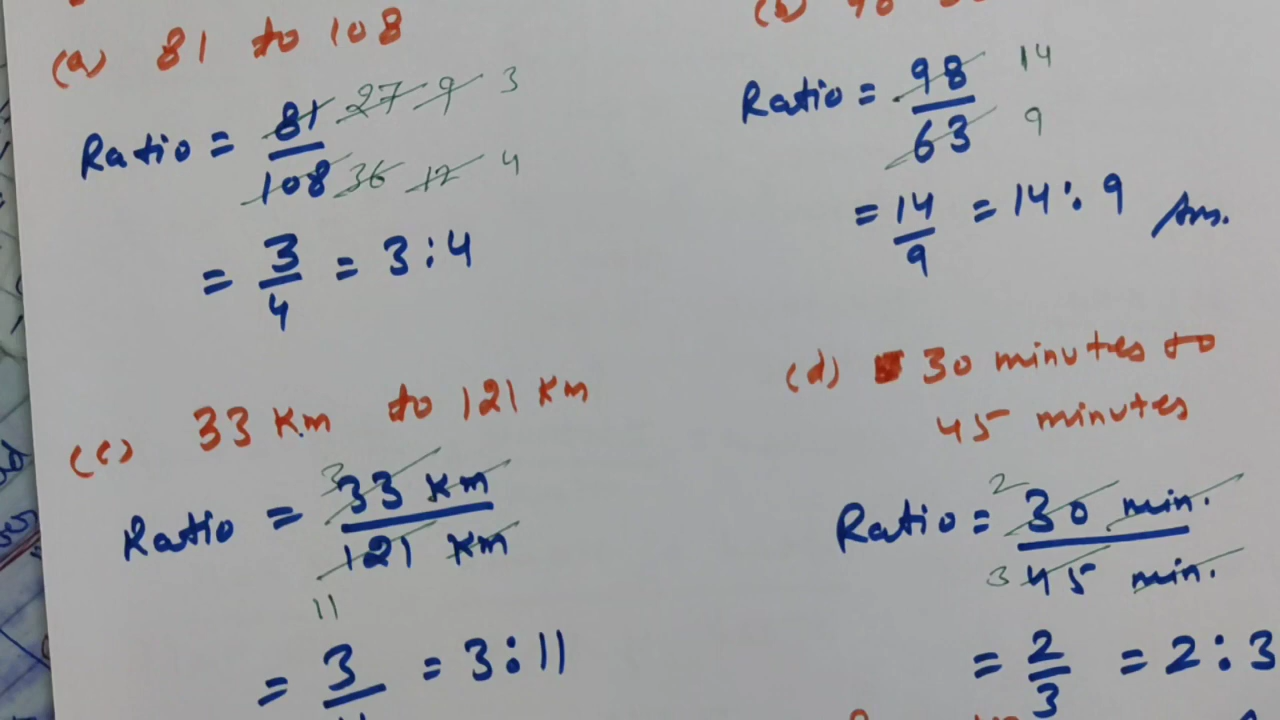 (a) 81 to 108
Ratio = 81/108 27/36 9/12 3/4
= 3/4 = 3:4
(b) 98
Ratio = 98/63 14/9
= 14/9 = 14:9 Ans.
(c) 33 Km to 121 Km
3
Ratio = 33 Km/121 Km
11
= 3/11 = 3:11
(d) 30 minutes to
45 minutes
2
Ratio = 30 min./45 min.
3
= 2/3 = 2:3